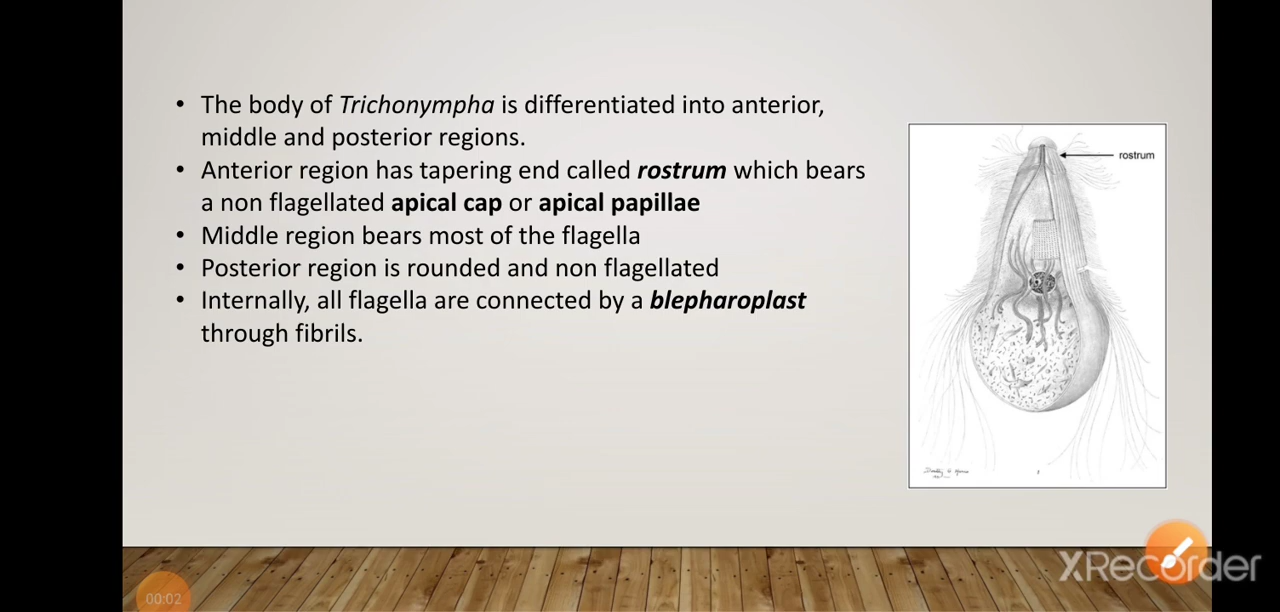 • The body of Trichonympha is differentiated into anterior,
middle and posterior regions.
• Anterior region has tapering end called rostrum which bears
a non flagellated apical cap or apical papillae
• Middle region bears most of the flagella
• Posterior region is rounded and non flagellated
• Internally, all flagella are connected by a blepharoplast
through fibrils.
rostrum
XRecorder
00:02